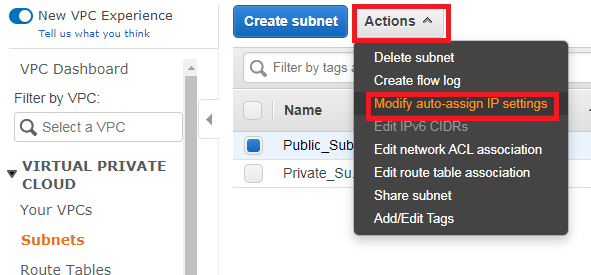 New VPC Experience
Tell us what you think
VPC Dashboard
Filter by VPC:
Select a VPC
VIRTUAL PRIVATE
CLOUD
Your VPCs
Subnets
Route Tables
Create subnet
Actions
Filter by tags a
Name
Public_Sub
Private_Su
Delete subnet
Create flow log
Modify auto-assign IP settings
Edit IPv6 CIDRs
Edit network ACL association
Edit route table association
Share subnet
Add/Edit Tags